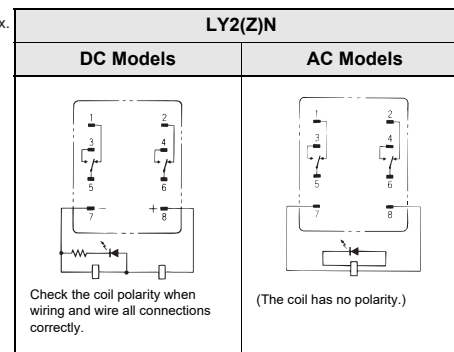 x.
LY2(Z)N
DC Models
AC Models
1 2
3 4
5 6
7 — + 8
Check the coil polarity when
wiring and wire all connections
correctly.
1 2
3 4
5 6
7 8
(The coil has no polarity.)